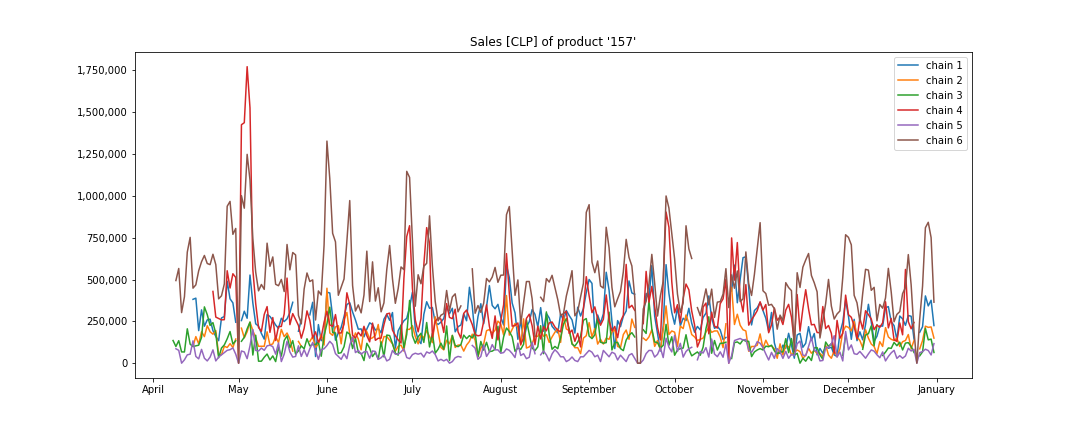 Sales [CLP] of product '157'
1,750,000
1,500,000
1,250,000
1,000,000
750,000
500,000
250,000
0
chain 1
chain 2
chain 3
chain 4
chain 5
chain 6
April
May
June
July
August
September
October
November
December
January